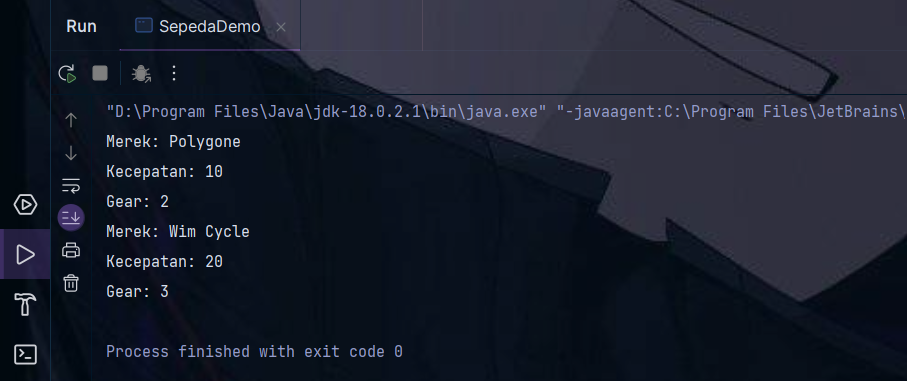 Run SepedaDemo
"D:\Program Files\Java\jdk-18.0.2.1\bin\java.exe" "-javaagent:C:\Program Files\JetBrains\
Merek: Polygone
Kecepatan: 10
Gear: 2
Merek: Wim Cycle
Kecepatan: 20
Gear: 3
Process finished with exit code 0